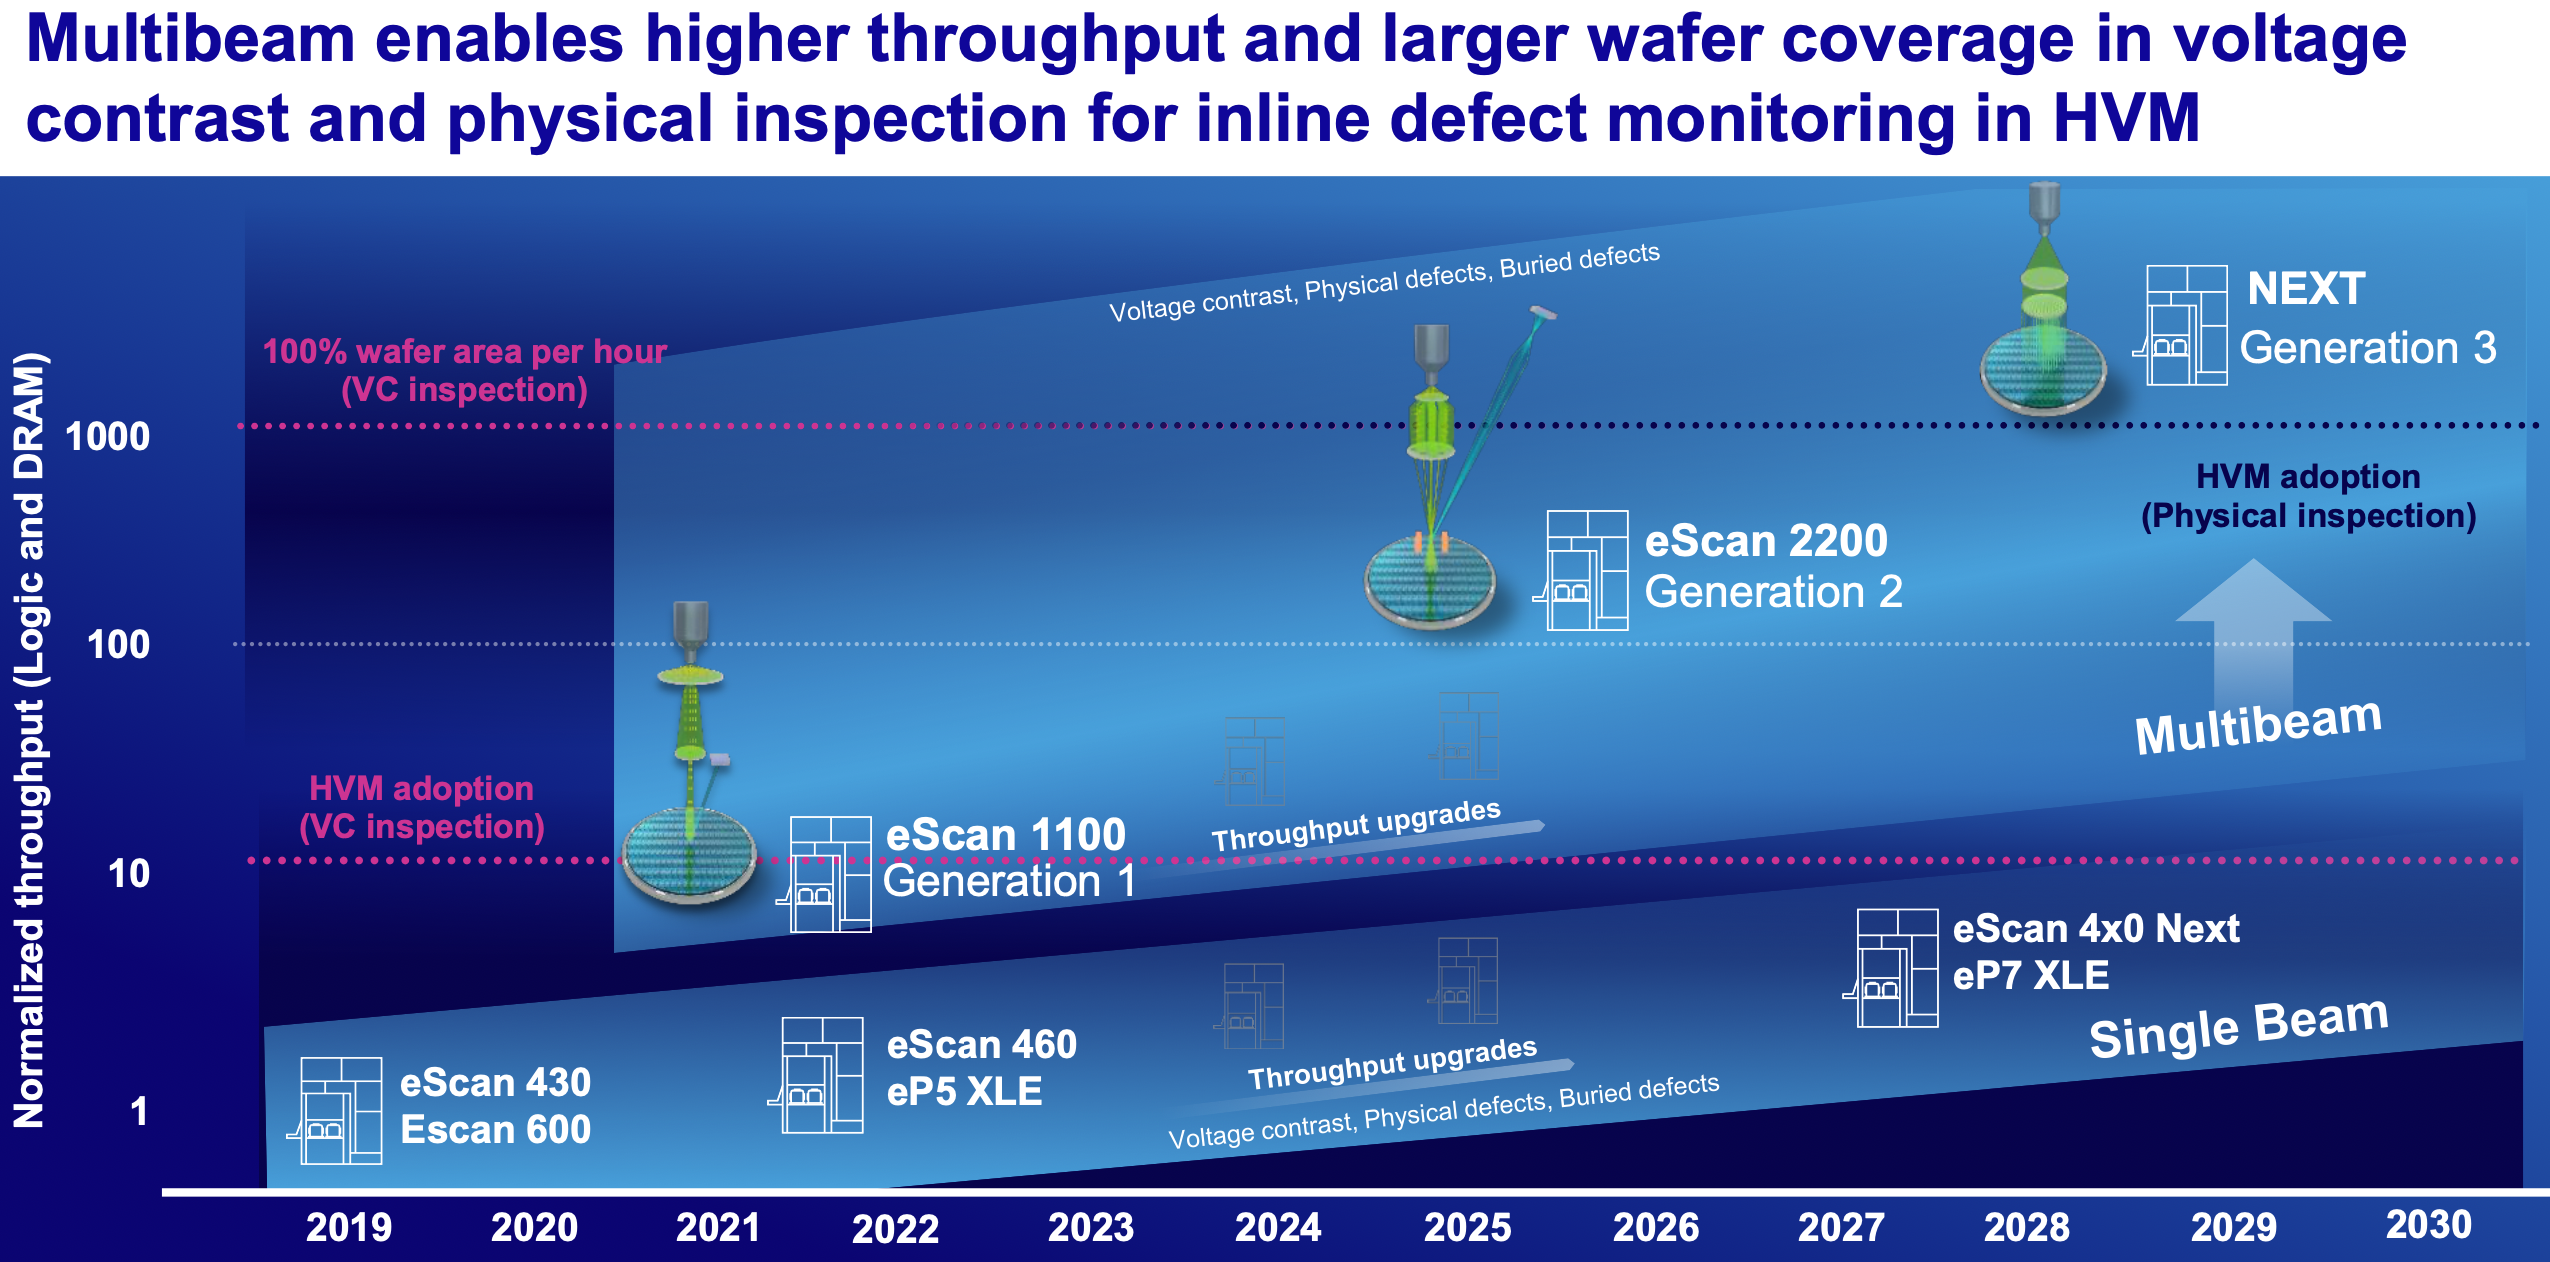 Multibeam enables higher throughput and larger wafer coverage in voltage
contrast and physical inspection for inline defect monitoring in HVM
Normalized throughput (Logic and DRAM)
1000
100
10
1
100% wafer area per hour
(VC inspection)
HVM adoption
(VC inspection)
Voltage contrast, Physical defects, Buried defects
NEXT
Generation 3
HVM adoption
(Physical inspection)
eScan 2200
Generation 2
Multibeam
eScan 1100
Generation 1
Throughput upgrades
eScan 4x0 Next
eP7 XLE
Single Beam
eScan 430
Escan 600
eScan 460
eP5 XLE
Throughput upgrades
Voltage contrast, Physical defects, Buried defects
2019 2020 2021 2022 2023 2024 2025 2026 2027 2028 2029 2030